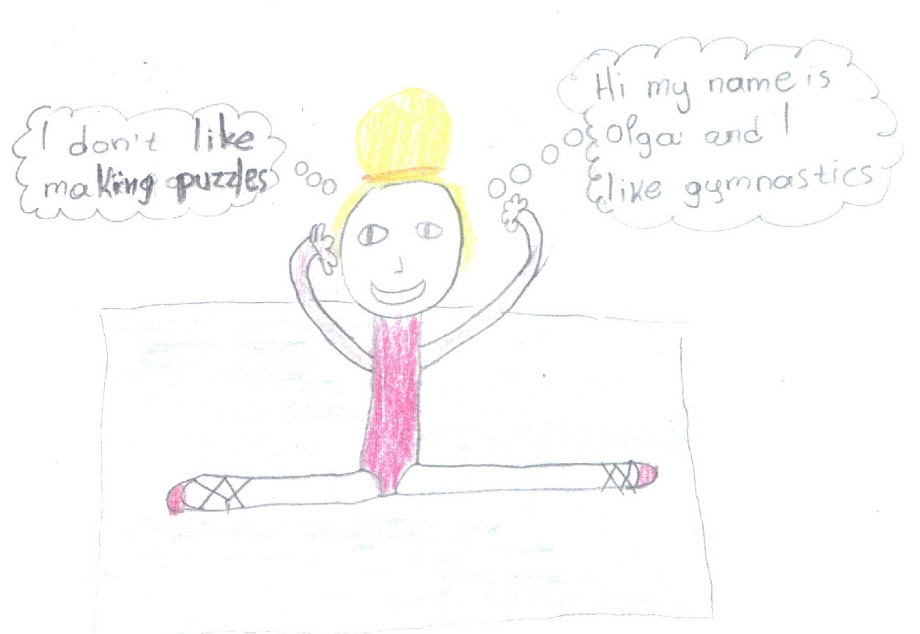 I don't like
making puzzles
Hi my name is
Olga and I
like gymnastics